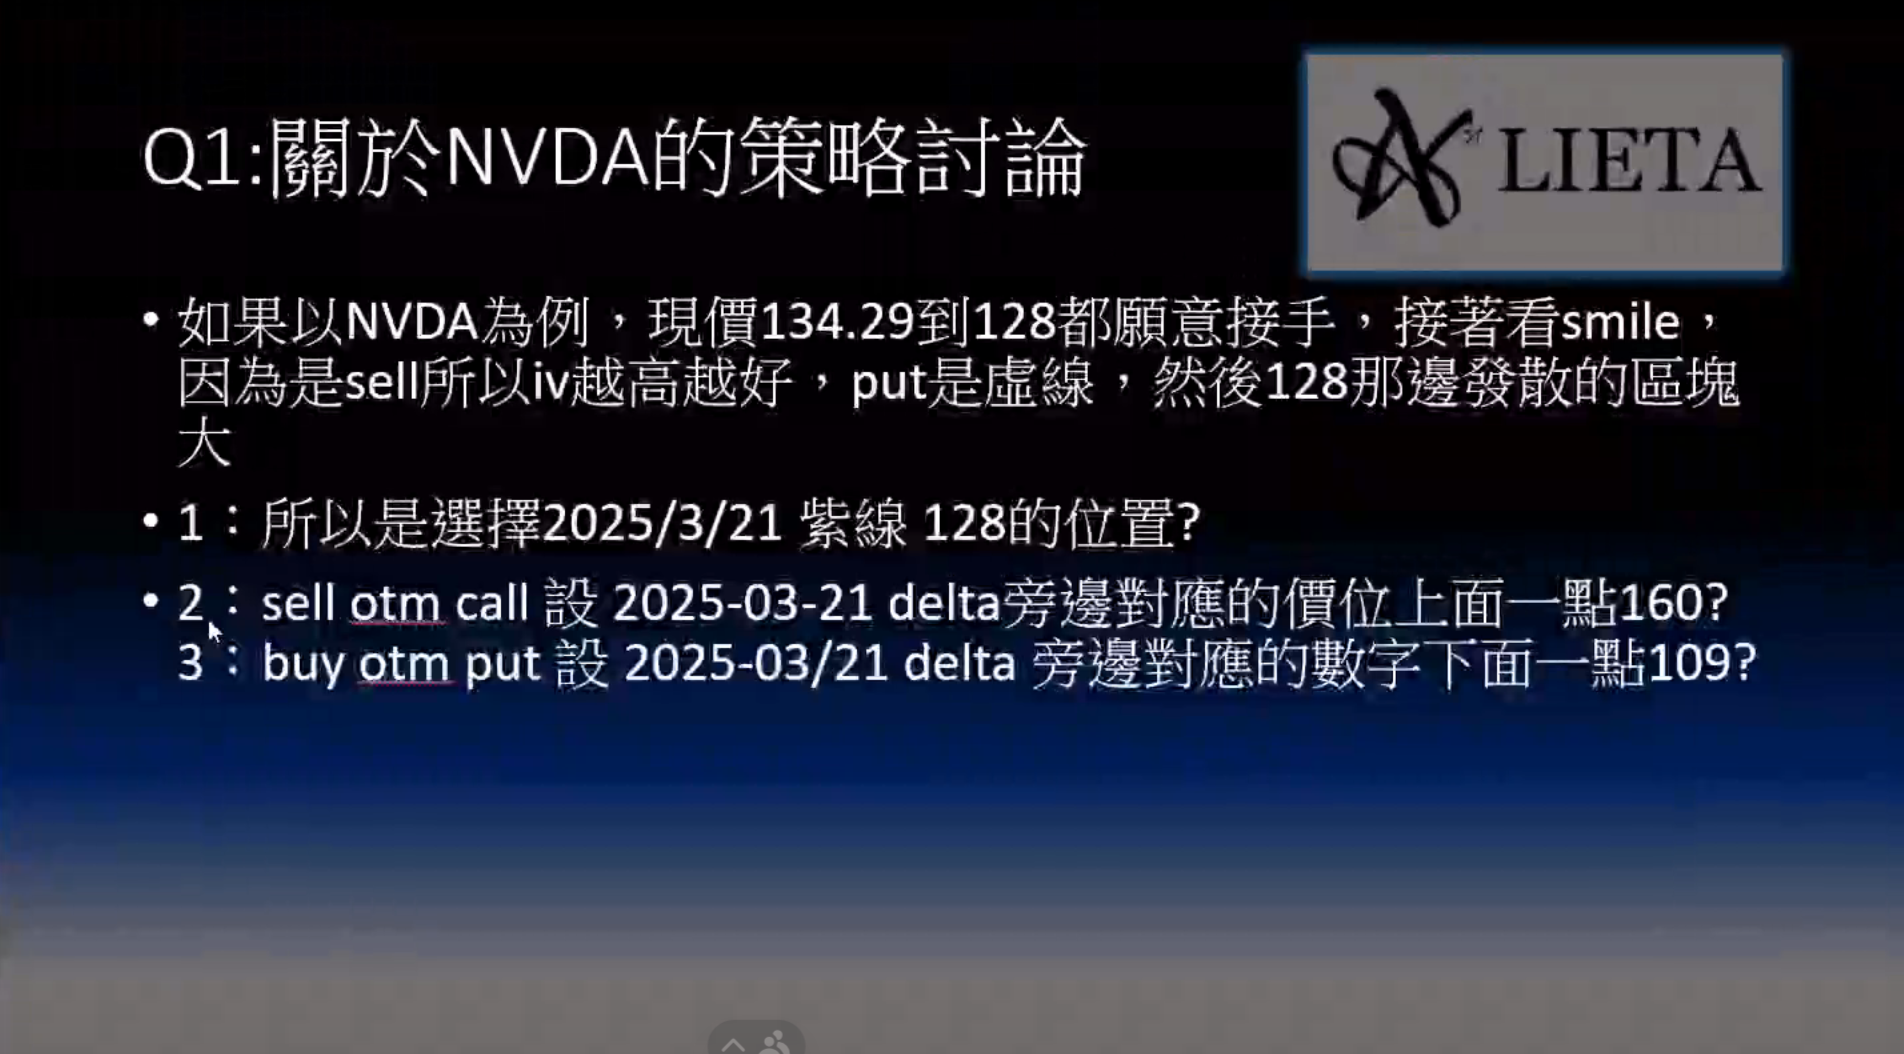 Q1:關於NVDA的策略討論
LIETA
• 如果以NVDA為例，現價134.29到128都願意接手，接著看smile，
因為是sell所以iv越高越好，put是虛線，然後128那邊發散的區塊
大
• 1：所以是選擇2025/3/21 紫線 128的位置?
• 2：sell otm call 設 2025-03-21 delta旁邊對應的價位上面一點160?
3：buy otm put 設 2025-03/21 delta 旁邊對應的數字下面一點109?